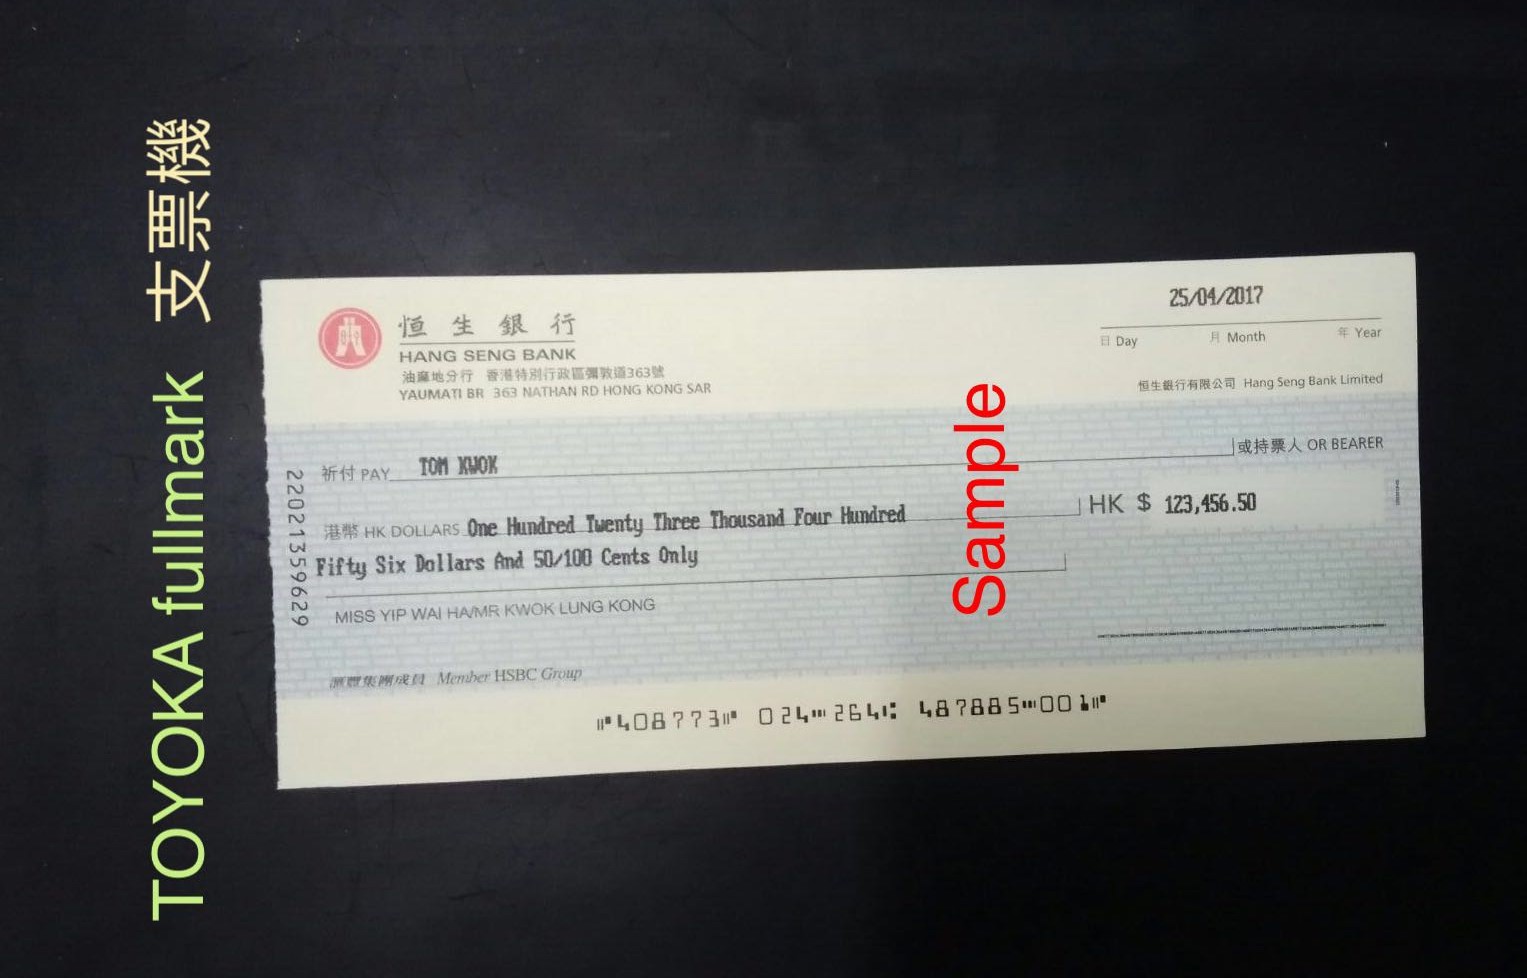 TOYOKA fullmark 支票機
恒生銀行
HANG SENG BANK
油麻地分行 香港特別行政區彌敦道363號
YAUMATI BR 363 NATHAN RD HONG KONG SAR
25/04/2017
日 Day 月 Month 年 Year
恒生銀行有限公司 Hang Seng Bank Limited
祈付 PAY TOM KWOK 或持票人 OR BEARER
港幣 HK DOLLARS One Hundred Twenty Three Thousand Four Hundred HK $ 123,456.50
Fifty Six Dollars And 50/100 Cents Only
MISS YIP WAI HA/MR KWOK LUNG KONG
滙豐集團成員 Member HSBC Group
⑈408773⑈ 024⑉264⑆ 487885⑉001⑈
22021359629
Sample